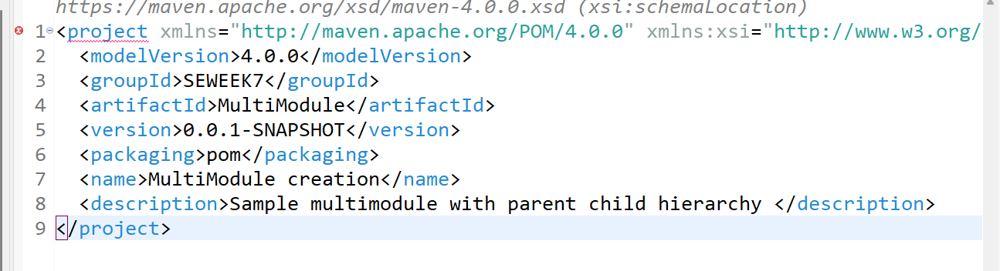 https://maven.apache.org/xsd/maven-4.0.0.xsd (xsi:schemaLocation)
1 <project xmlns="http://maven.apache.org/POM/4.0.0" xmlns:xsi="http://www.w3.org/
2 <modelVersion>4.0.0</modelVersion>
3 <groupId>SEWEEK7</groupId>
4 <artifactId>MultiModule</artifactId>
5 <version>0.0.1-SNAPSHOT</version>
6 <packaging>pom</packaging>
7 <name>MultiModule creation</name>
8 <description>Sample multimodule with parent child hierarchy </description>
9 </project>